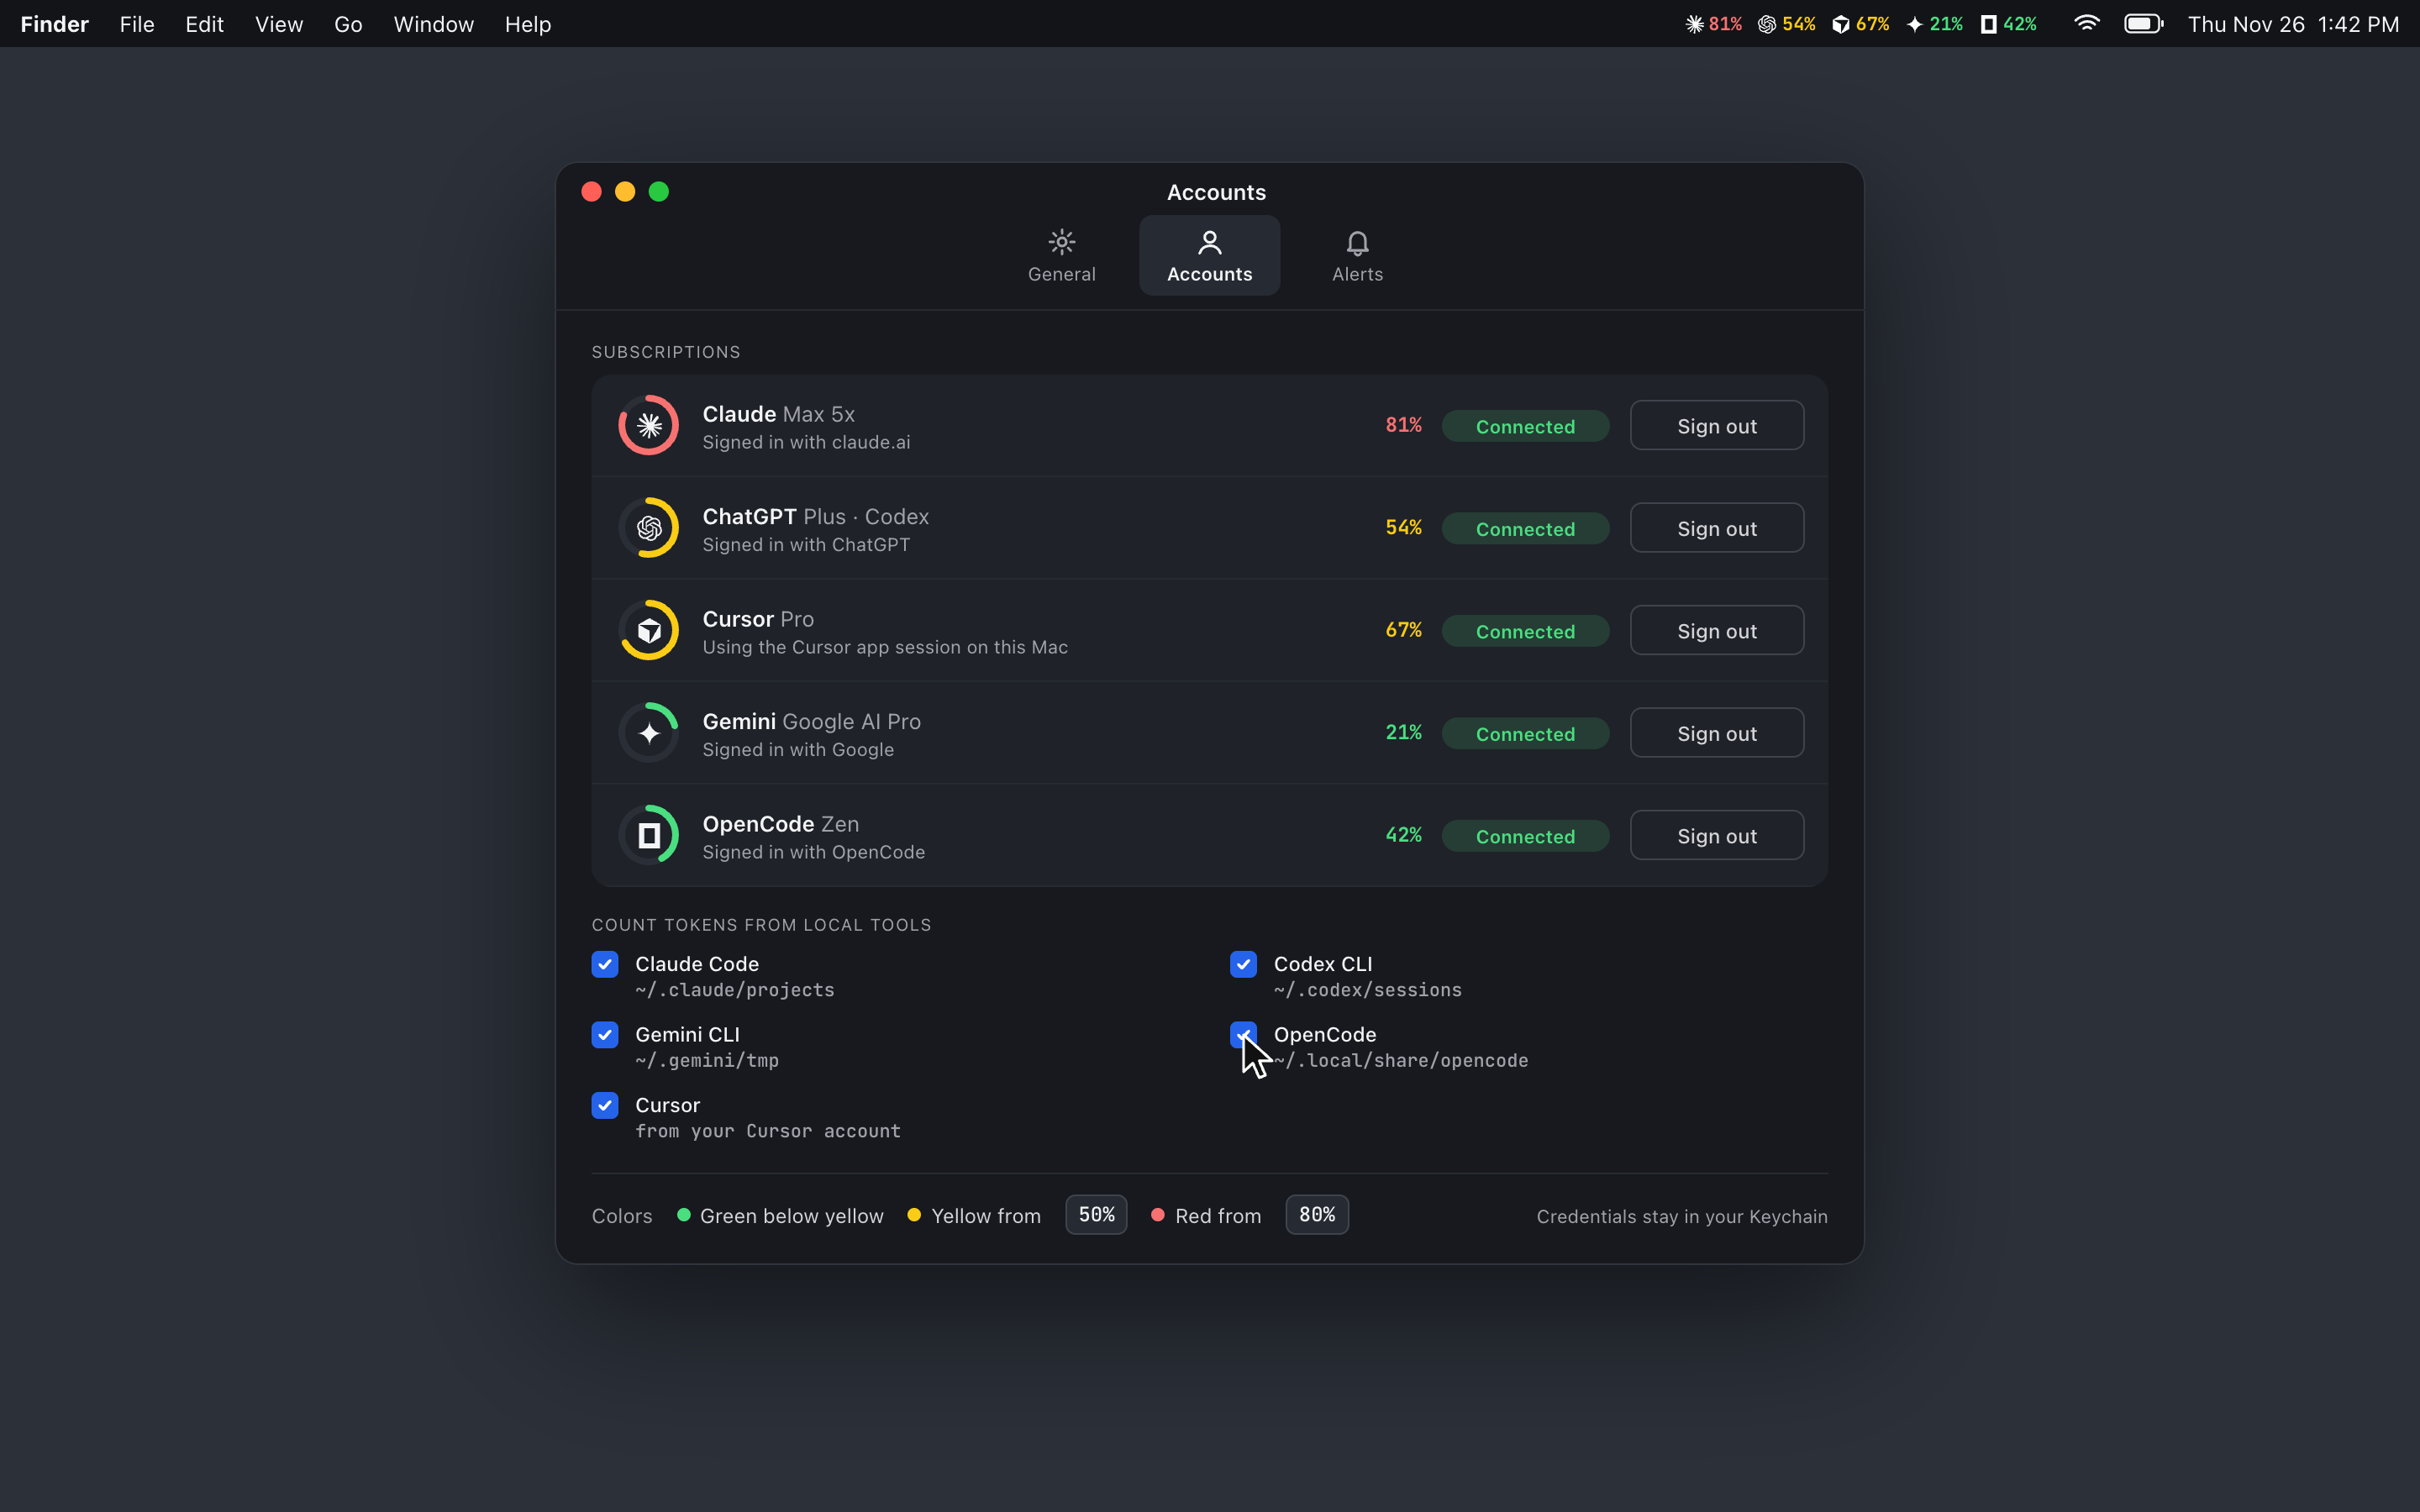 Finder File Edit View Go Window Help 81% 54% 67% 21% 42% Thu Nov 26 1:42 PM
Accounts
General Accounts Alerts
SUBSCRIPTIONS
Claude Max 5x
Signed in with claude.ai
81% Connected Sign out
ChatGPT Plus · Codex
Signed in with ChatGPT
54% Connected Sign out
Cursor Pro
Using the Cursor app session on this Mac
67% Connected Sign out
Gemini Google AI Pro
Signed in with Google
21% Connected Sign out
OpenCode Zen
Signed in with OpenCode
42% Connected Sign out
COUNT TOKENS FROM LOCAL TOOLS
Claude Code
~/.claude/projects
Codex CLI
~/.codex/sessions
Gemini CLI
~/.gemini/tmp
OpenCode
~/.local/share/opencode
Cursor
from your Cursor account
Colors Green below yellow Yellow from 50% Red from 80% Credentials stay in your Keychain